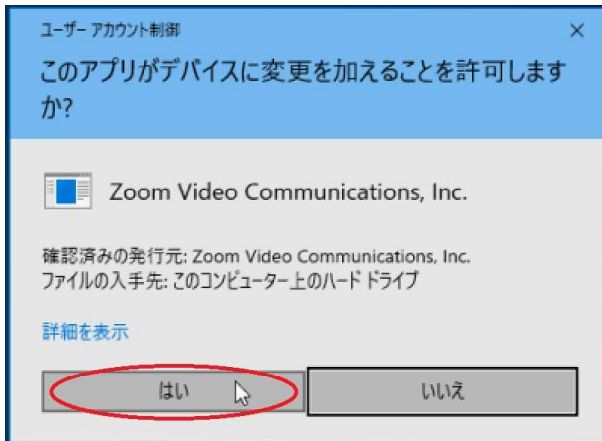 ユーザー アカウント制御
このアプリがデバイスに変更を加えることを許可します
か?
Zoom Video Communications, Inc.
確認済みの発行元: Zoom Video Communications, Inc.
ファイルの入手先: このコンピューター上のハード ドライブ
詳細を表示
はい
いいえ